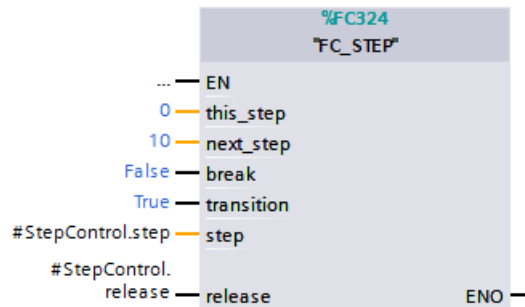 %FC324
"FC_STEP"
... EN
0 this_step
10 next_step
False break
True transition
#StepControl.step step
#StepControl.
release release ENO